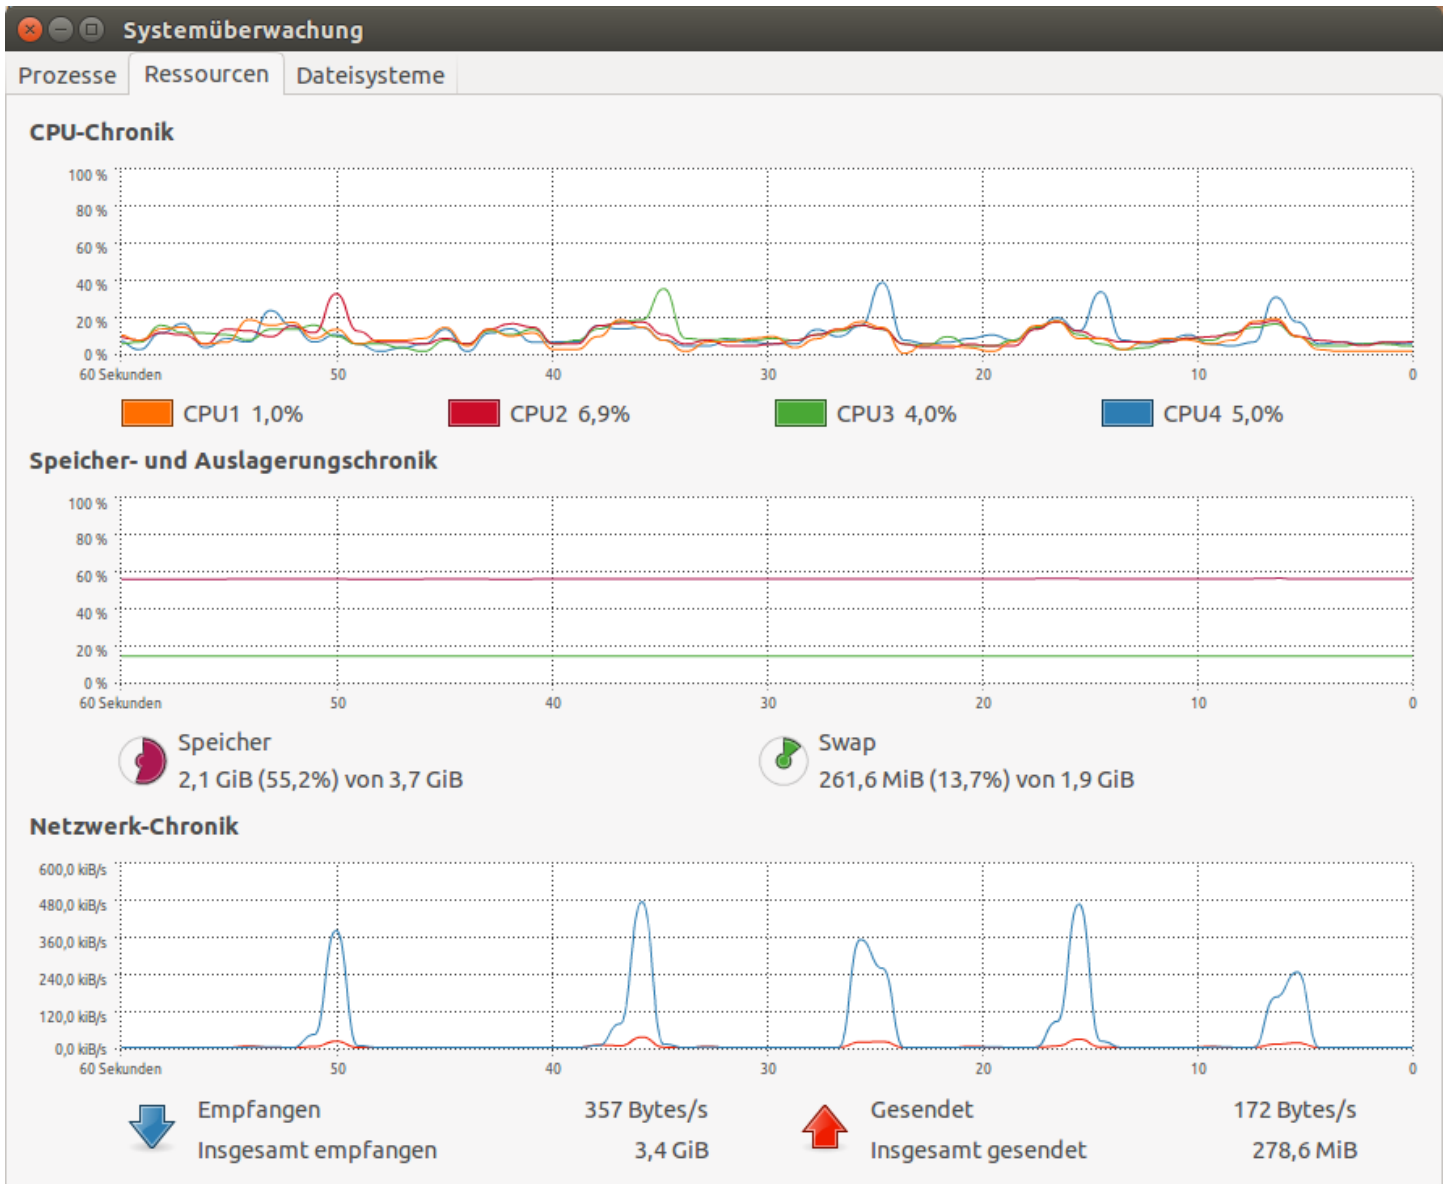 Systemüberwachung
Prozesse Ressourcen Dateisysteme
CPU-Chronik
100 %
80 %
60 %
40 %
20 %
0 %
60 Sekunden 50 40 30 20 10 0
CPU1 1,0% CPU2 6,9% CPU3 4,0% CPU4 5,0%
Speicher- und Auslagerungschronik
100 %
80 %
60 %
40 %
20 %
0 %
60 Sekunden 50 40 30 20 10 0
Speicher Swap
2,1 GiB (55,2%) von 3,7 GiB 261,6 MiB (13,7%) von 1,9 GiB
Netzwerk-Chronik
600,0 kiB/s
480,0 kiB/s
360,0 kiB/s
240,0 kiB/s
120,0 kiB/s
0,0 kiB/s
60 Sekunden 50 40 30 20 10 0
Empfangen 357 Bytes/s Gesendet 172 Bytes/s
Insgesamt empfangen 3,4 GiB Insgesamt gesendet 278,6 MiB